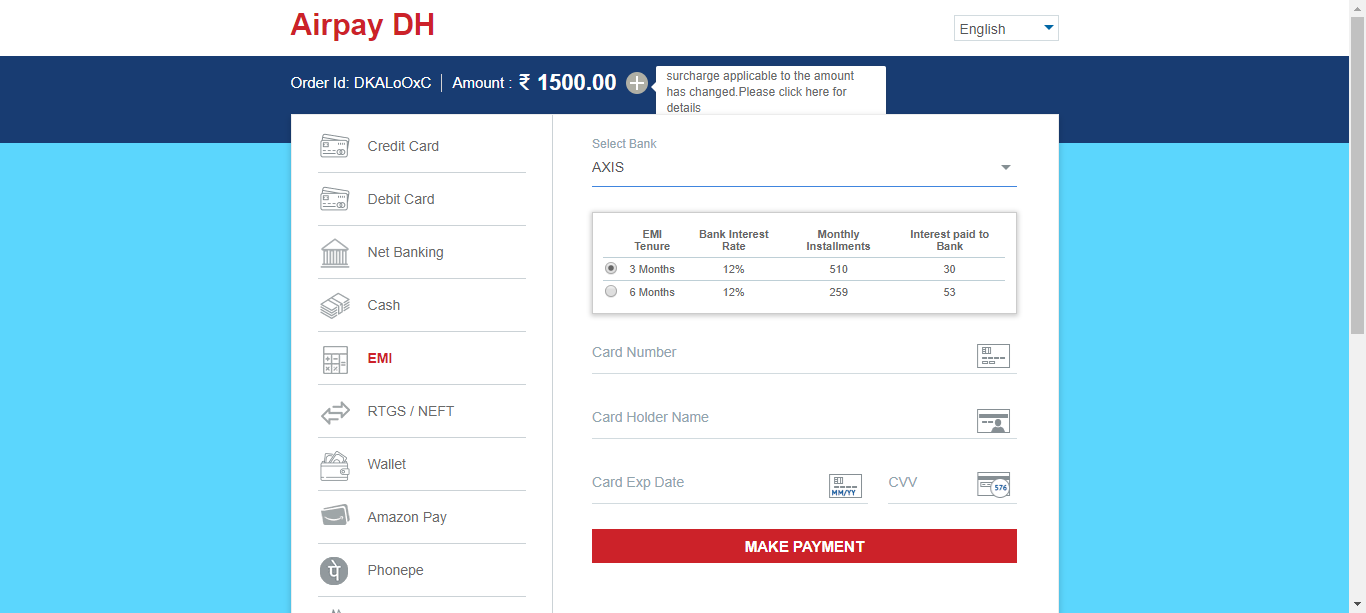 Airpay DH
English
Order Id: DKALoOxC Amount : ₹ 1500.00
surcharge applicable to the amount
has changed.Please click here for
details
Credit Card
Debit Card
Net Banking
Cash
EMI
RTGS / NEFT
Wallet
Amazon Pay
Phonepe
Select Bank
AXIS
EMI Tenure Bank Interest Rate Monthly Installments Interest paid to Bank
3 Months 12% 510 30
6 Months 12% 259 53
Card Number
Card Holder Name
Card Exp Date MM/YY CVV 576
MAKE PAYMENT